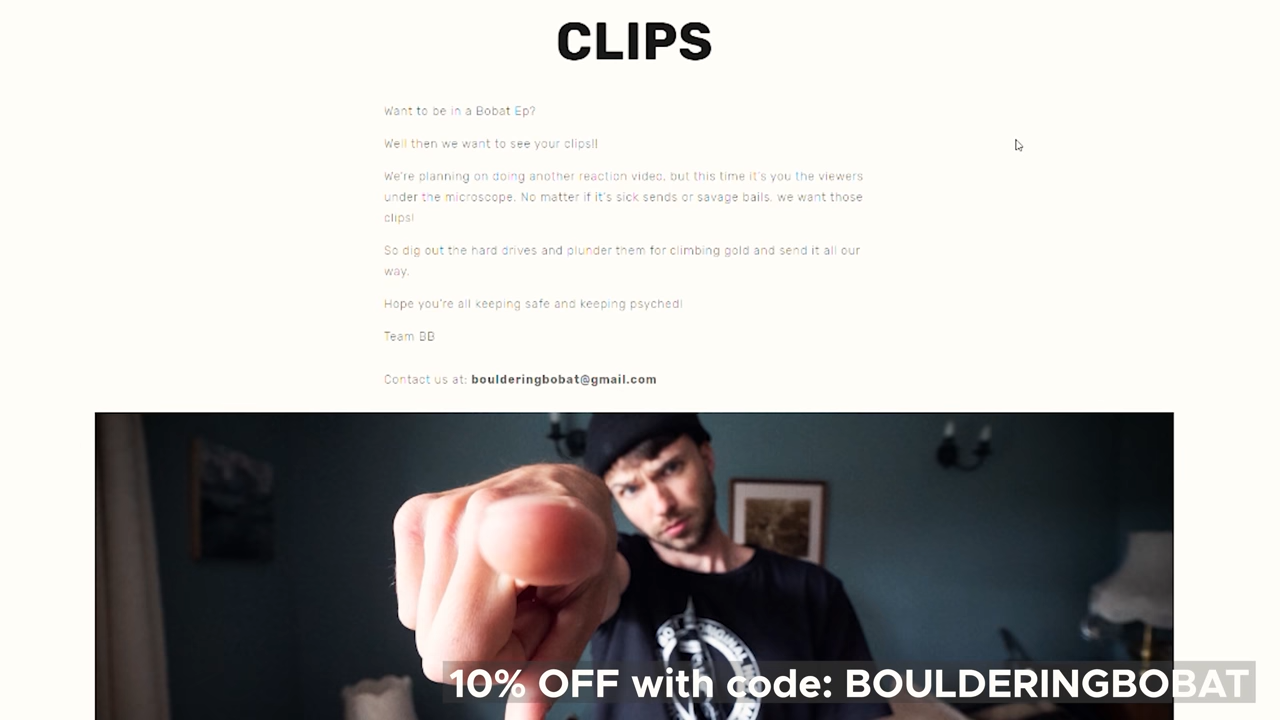 CLIPS
Want to be in a Bobat Ep?
Well then we want to see your clips!!
We're planning on doing another reaction video, but this time it's you the viewers
under the microscope. No matter if it's sick sends or savage bails, we want those
clips!
So dig out the hard drives and plunder them for climbing gold and send it all our
way.
Hope you're all keeping safe and keeping psyched!
Team BB
Contact us at: boulderingbobat@gmail.com
10% OFF with code: BOULDERINGBOBAT